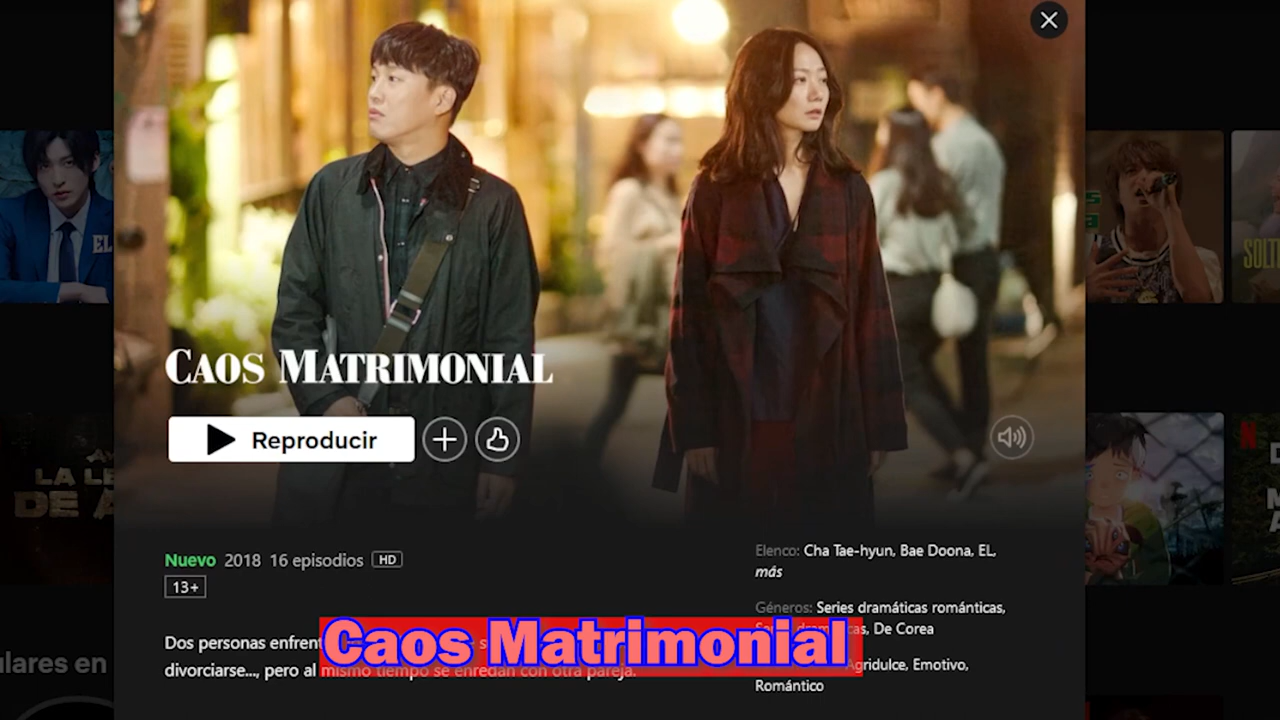 EL
CAOS MATRIMONIAL
Reproducir
LA LE
DE A
SOLT
N
Nuevo 2018 16 episodios HD
13+
Dos personas enfrent
divorciarse..., pero al mismo tiempo se enredan con otra pareja.
Elenco: Cha Tae-hyun, Bae Doona, EL,
más
Géneros: Series dramáticas románticas,
De Corea
Agridulce, Emotivo,
Romántico
Caos Matrimonial
ulares en